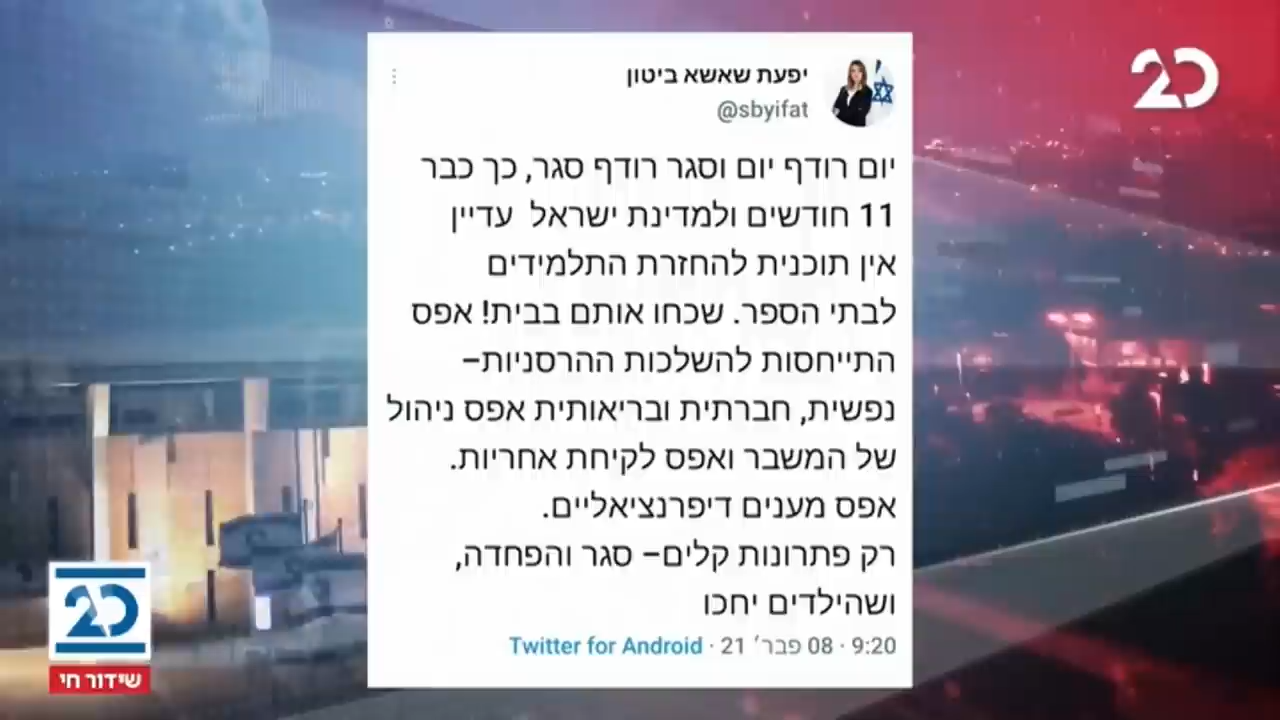 יפעת שאשא ביטון
@sbyifat
יום רודף יום וסגר רודף סגר, כך כבר
11 חודשים ולמדינת ישראל עדיין
אין תוכנית להחזרת התלמידים
לבתי הספר. שכחו אותם בבית! אפס
התייחסות להשלכות ההרסניות–
נפשית, חברתית ובריאותית אפס ניהול
של המשבר ואפס לקיחת אחריות.
אפס מענים דיפרנציאליים.
רק פתרונות קלים– סגר והפחדה,
ושהילדים יחכו
9:20 · 08 פבר׳ 21 · Twitter for Android
20
20
שידור חי